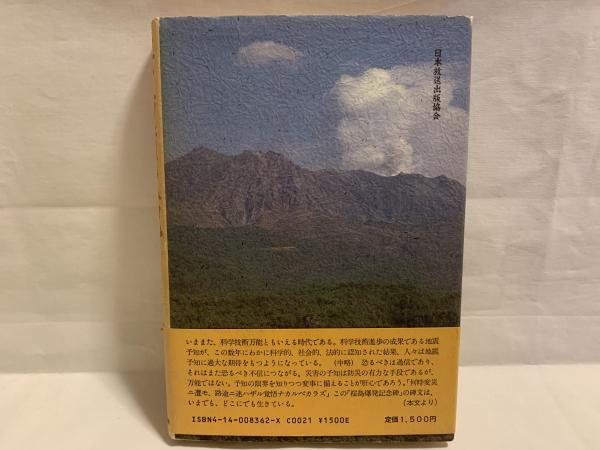 日本放送出版協会
いままた、科学技術万能ともいえる時代である。科学技術進歩の成果である地震
予知が、この数年にわかに科学的、社会的、法的に認知された結果、人々は地震
予知に過大な期待をもつようになっている。(中略) 恐るべきは過信であり、
それはまた恐るべき不信につながる。災害の予知は防災の有力な手段であるが、
万能ではない。予知の限界を知りつつ変事に備えることが肝心であろう。「何時変災
ニ遭モ、路途ニ迷ハザル覚悟ナカルベカラズ」この『桜島爆発記念碑』の碑文は、
いまでも、どこにでも生きている。 (本文より)
ISBN4-14-008362-X C0021 ¥1500E 定価1,500円